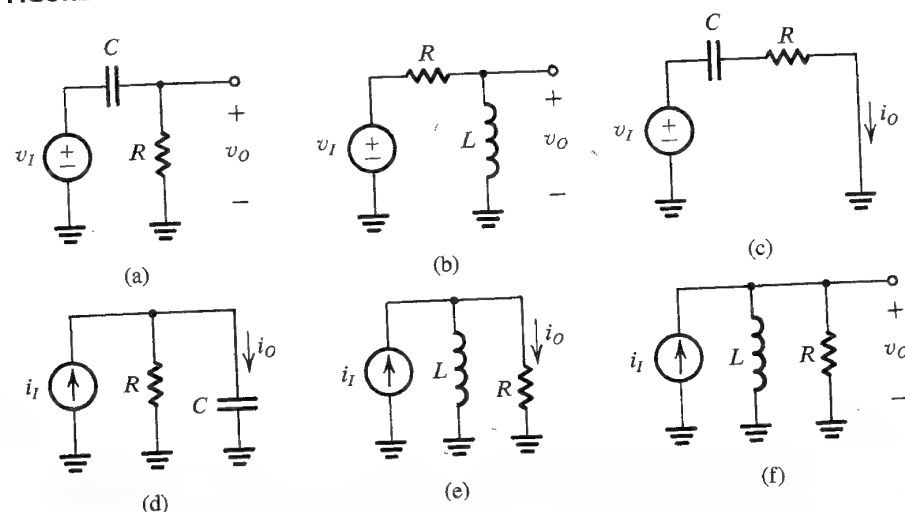 C
v_I
+
−
R
+
v_O
−
(a)
R
v_I
+
−
L
+
v_O
−
(b)
C
R
v_I
+
−
i_O
(c)
i_I
R
C
i_O
(d)
i_I
L
R
i_O
(e)
i_I
L
R
+
v_O
−
(f)